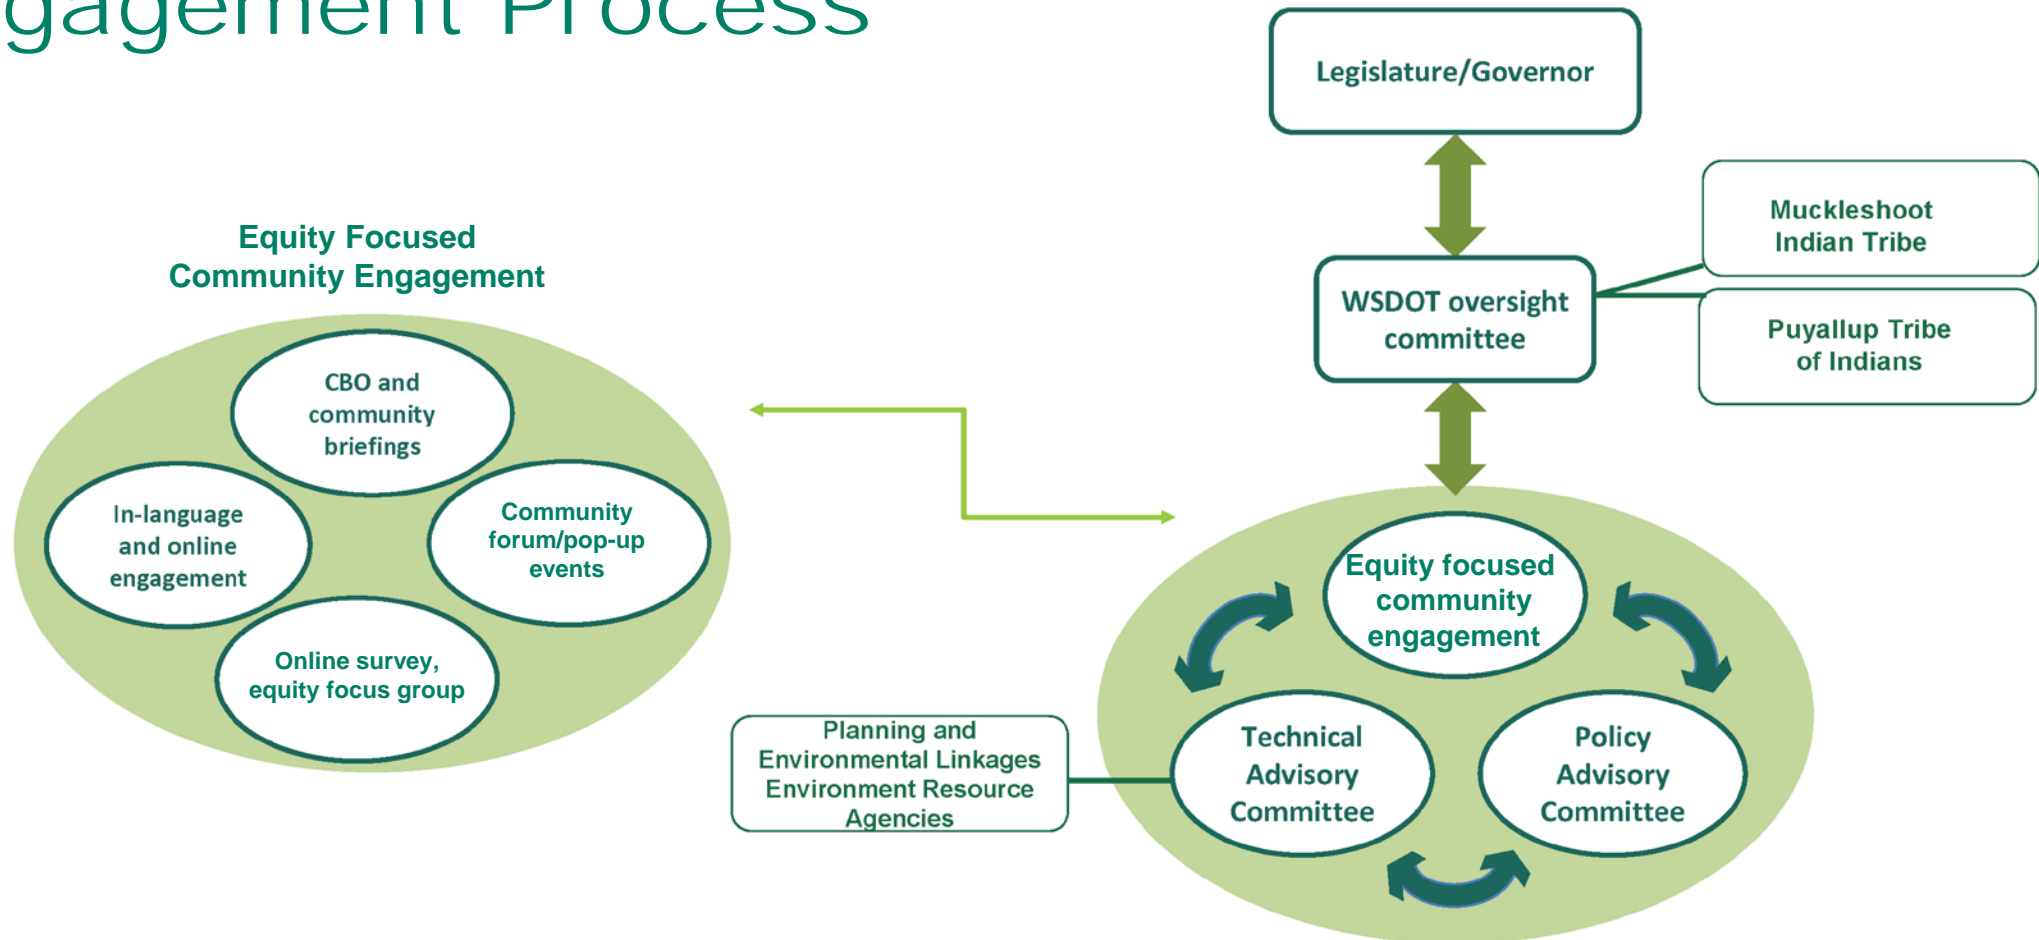 gagement Process
Legislature/Governor
Muckleshoot
Indian Tribe
WSDOT oversight
committee
Puyallup Tribe
of Indians
Equity Focused
Community Engagement
CBO and
community
briefings
In-language
and online
engagement
Community
forum/pop-up
events
Online survey,
equity focus group
Equity focused
community
engagement
Planning and
Environmental Linkages
Environment Resource
Agencies
Technical
Advisory
Committee
Policy
Advisory
Committee